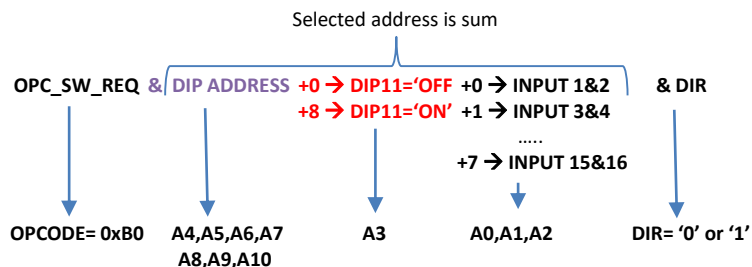 Selected address is sum
OPC_SW_REQ & DIP ADDRESS +0 → DIP11=‘OFF +0 → INPUT 1&2 & DIR
+8 → DIP11=‘ON’ +1 → INPUT 3&4
…..
+7 → INPUT 15&16
OPCODE= 0xB0 A4,A5,A6,A7 A3 A0,A1,A2 DIR= ‘0’ or ‘1’
A8,A9,A10